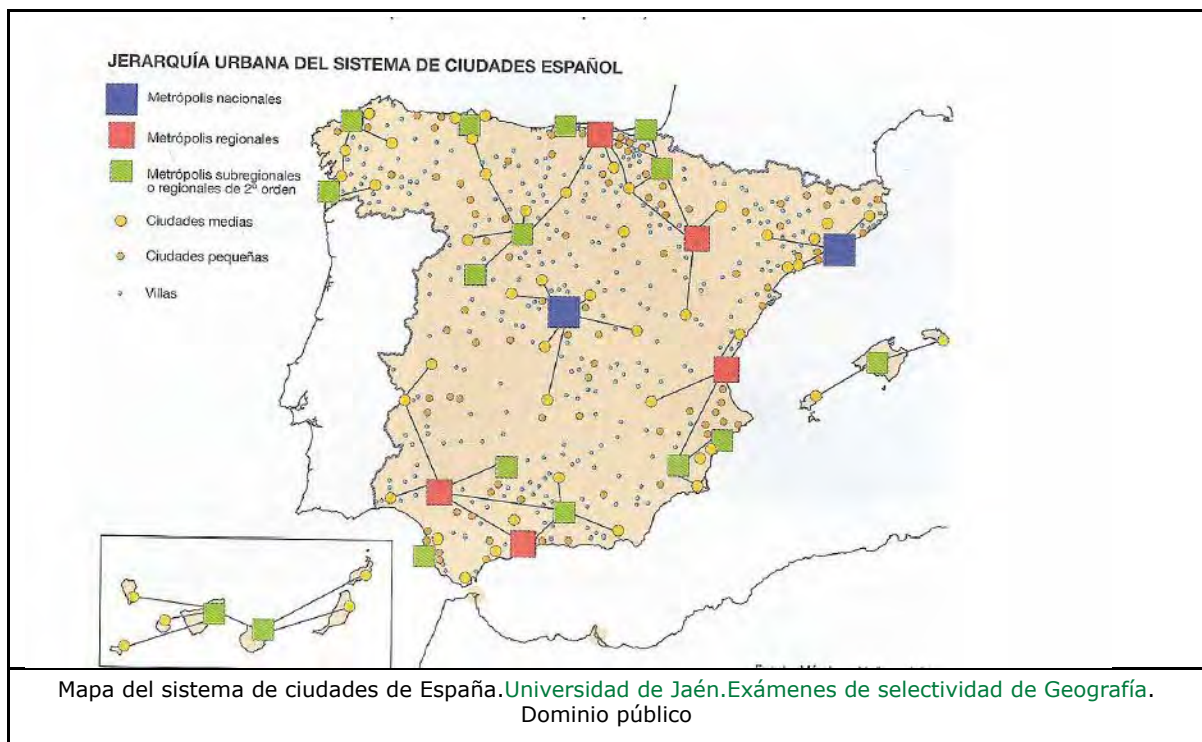 JERARQUÍA URBANA DEL SISTEMA DE CIUDADES ESPAÑOL
Metrópolis nacionales
Metrópolis regionales
Metrópolis subregionales
o regionales de 2º orden
Ciudades medias
Ciudades pequeñas
Villas
Mapa del sistema de ciudades de España.Universidad de Jaén.Exámenes de selectividad de Geografía.
Dominio público